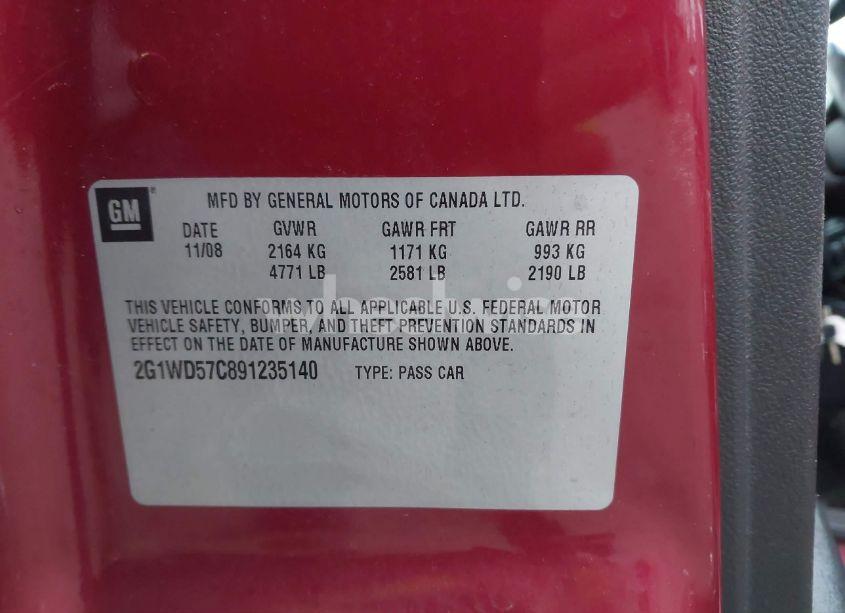 GM
MFD BY GENERAL MOTORS OF CANADA LTD.
DATE GVWR GAWR FRT GAWR RR
11/08 2164 KG 1171 KG 993 KG
4771 LB 2581 LB 2190 LB
THIS VEHICLE CONFORMS TO ALL APPLICABLE U.S. FEDERAL MOTOR
VEHICLE SAFETY, BUMPER, AND THEFT PREVENTION STANDARDS IN
EFFECT ON THE DATE OF MANUFACTURE SHOWN ABOVE.
2G1WD57C891235140 TYPE: PASS CAR